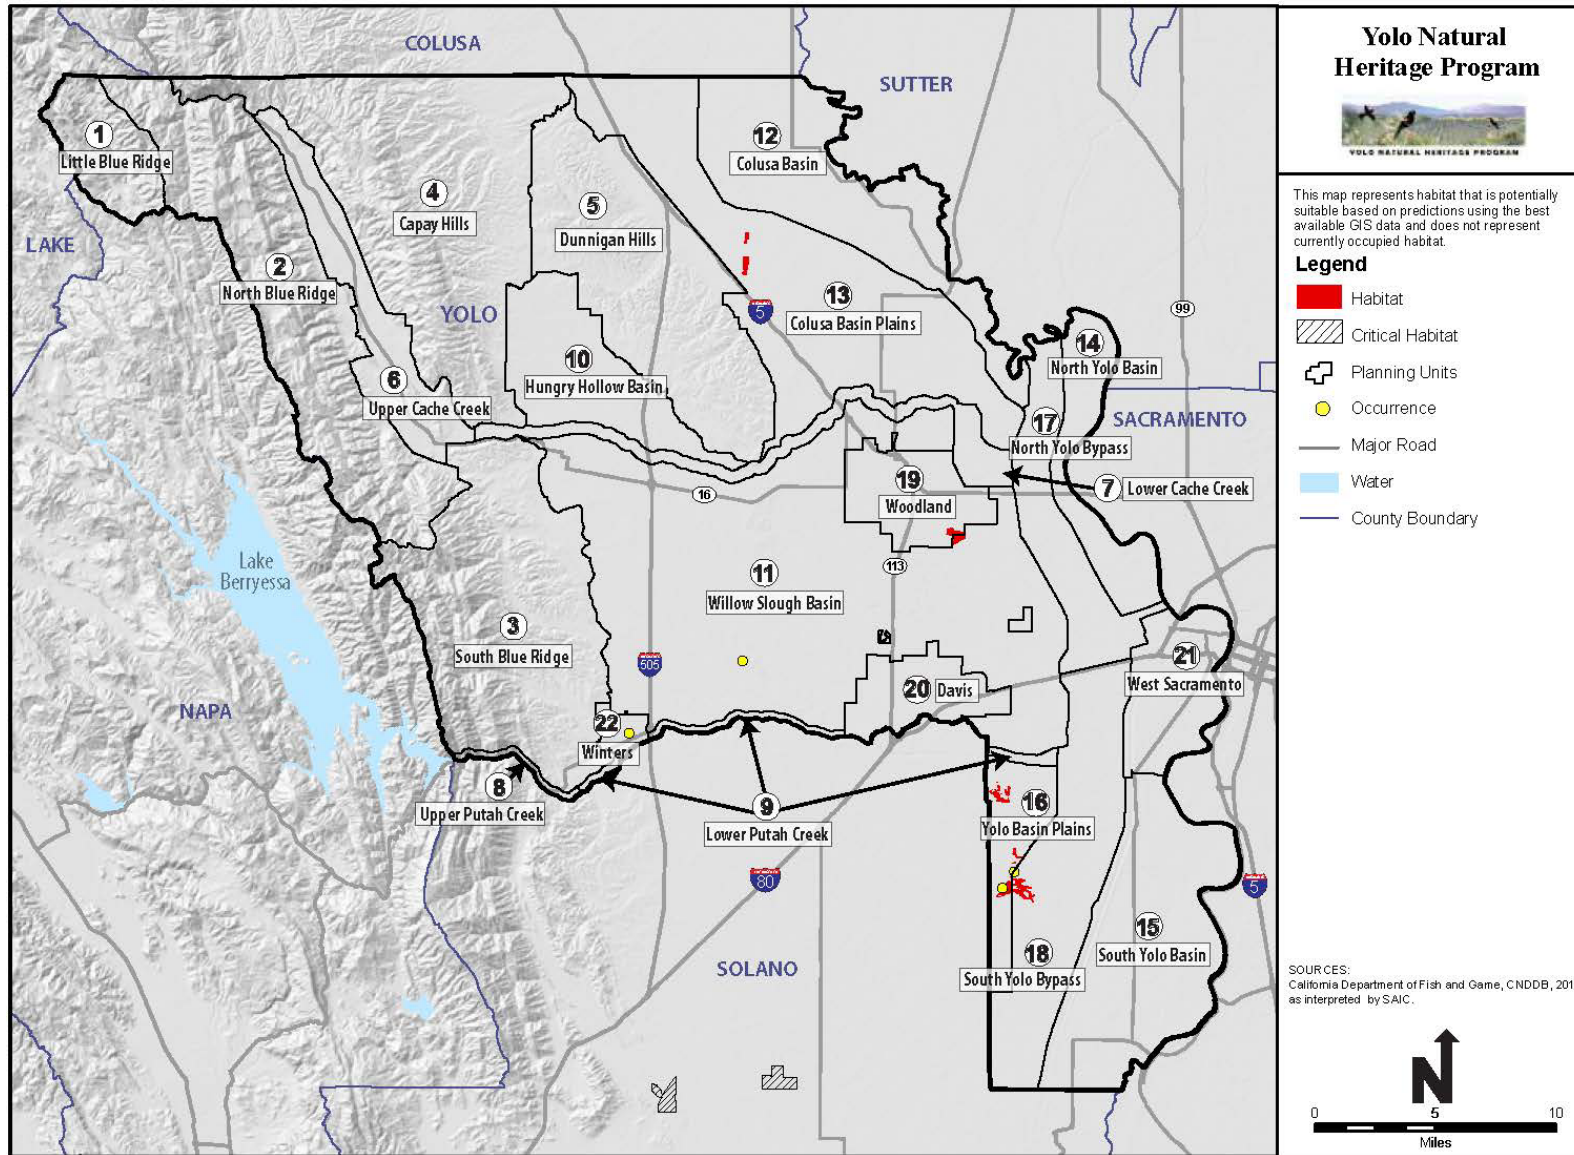 COLUSA
SUTTER
LAKE
YOLO
SACRAMENTO
NAPA
SOLANO
1
Little Blue Ridge
2
North Blue Ridge
3
South Blue Ridge
4
Capay Hills
5
Dunnigan Hills
6
Upper Cache Creek
7
Lower Cache Creek
8
Upper Putah Creek
9
Lower Putah Creek
10
Hungry Hollow Basin
11
Willow Slough Basin
12
Colusa Basin
13
Colusa Basin Plains
14
North Yolo Basin
15
South Yolo Basin
16
Yolo Basin Plains
17
North Yolo Bypass
18
South Yolo Bypass
19
Woodland
20
Davis
21
West Sacramento
22
Winters
Lake
Berryessa
5
99
16
113
505
80
5
Yolo Natural
Heritage Program
YOLO NATURAL HERITAGE PROGRAM
This map represents habitat that is potentially
suitable based on predictions using the best
available GIS data and does not represent
currently occupied habitat.
Legend
Habitat
Critical Habitat
Planning Units
Occurrence
Major Road
Water
County Boundary
SOURCES:
California Department of Fish and Game, CNDDB, 201
as interpreted by SAIC.
N
0 5 10
Miles